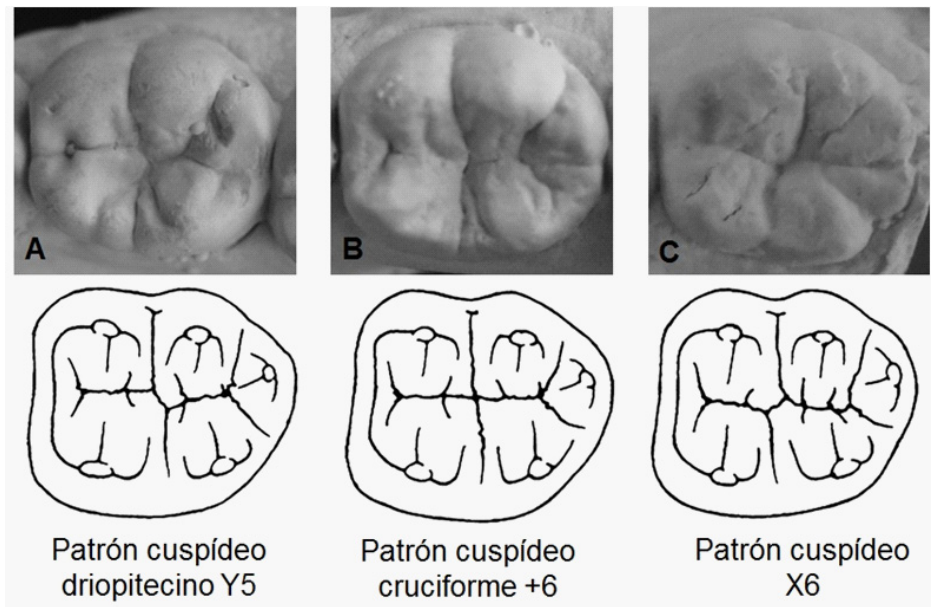 A
B
C
Patrón cuspídeo
driopitecino Y5
Patrón cuspídeo
cruciforme +6
Patrón cuspídeo
X6